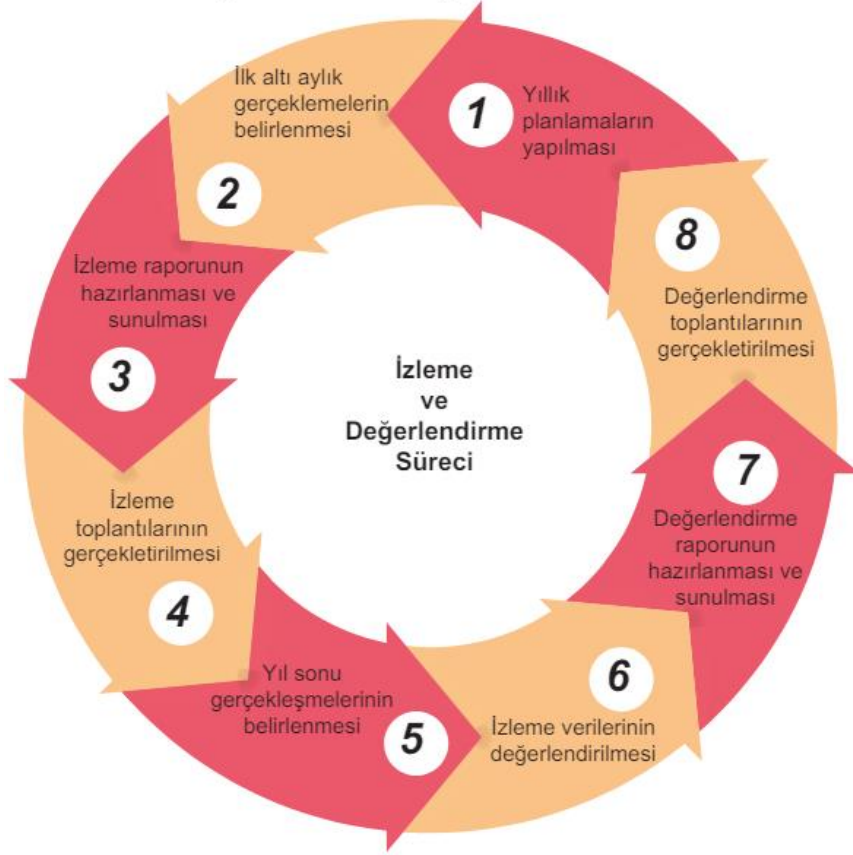 1
Yıllık
planlamaların
yapılması
İlk altı aylık
gerçeklemelerin
belirlenmesi
2
İzleme raporunun
hazırlanması ve
sunulması
3
İzleme
toplantılarının
gerçekletirilmesi
4
Yıl sonu
gerçekleşmelerinin
belirlenmesi
5
6
İzleme verilerinin
değerlendirilmesi
7
Değerlendirme
raporunun
hazırlanması ve
sunulması
8
Değerlendirme
toplantılarının
gerçekletirilmesi
İzleme
ve
Değerlendirme
Süreci